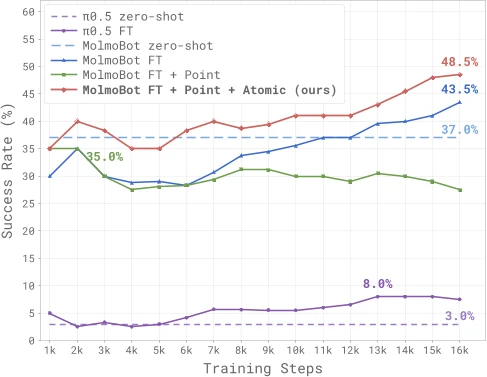 60
55
50
45
40
35
30
25
20
15
10
5
0
Success Rate (%)
π0.5 zero-shot
π0.5 FT
MolmoBot zero-shot
MolmoBot FT
MolmoBot FT + Point
MolmoBot FT + Point + Atomic (ours)
48.5%
43.5%
37.0%
35.0%
8.0%
3.0%
1k 2k 3k 4k 5k 6k 7k 8k 9k 10k 11k 12k 13k 14k 15k 16k
Training Steps